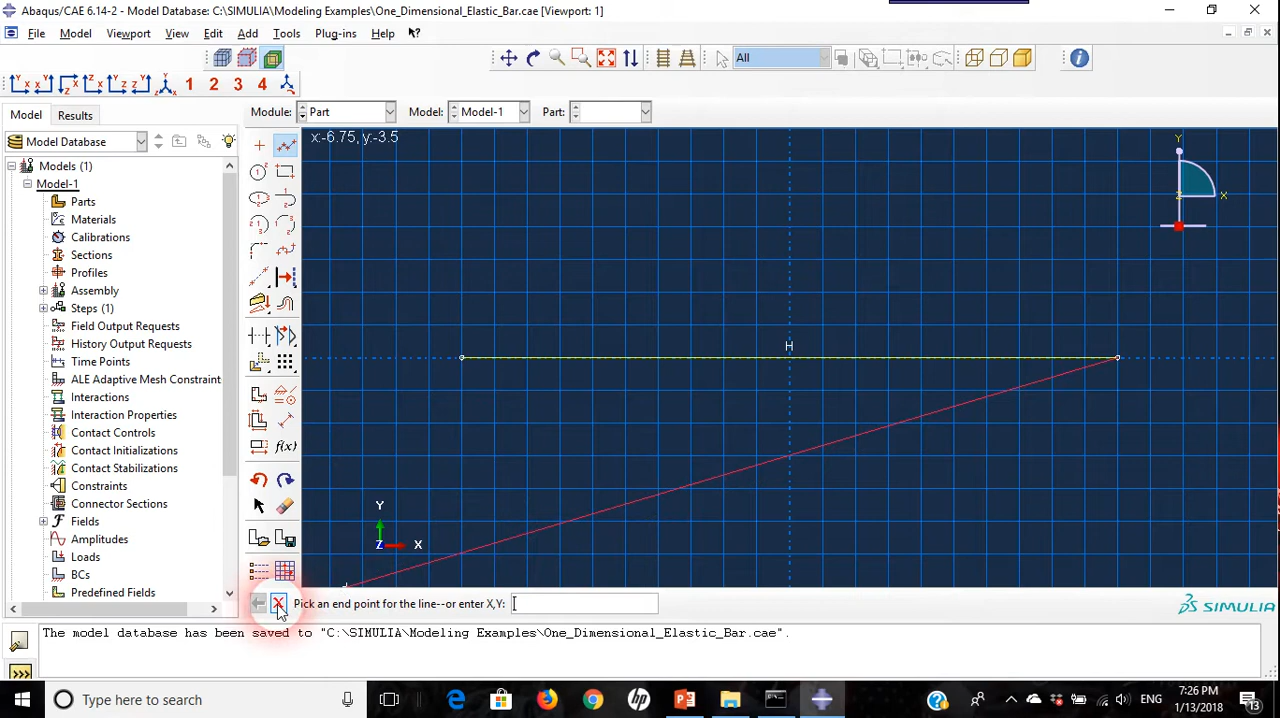 Abaqus/CAE 6.14-2 - Model Database: C:\SIMULIA\Modeling Examples\One_Dimensional_Elastic_Bar.cae [Viewport: 1]
File Model Viewport View Edit Add Tools Plug-ins Help
All
1 2 3 4
Model Results
Module: Part Model: Model-1 Part:
Model Database
x:-6.75, y:-3.5
Models (1)
Model-1
Parts
Materials
Calibrations
Sections
Profiles
Assembly
Steps (1)
Field Output Requests
History Output Requests
Time Points
ALE Adaptive Mesh Constraint
Interactions
Interaction Properties
Contact Controls
Contact Initializations
Contact Stabilizations
Constraints
Connector Sections
Fields
Amplitudes
Loads
BCs
Predefined Fields
f(x)
Y
X
Z
H
Y
Z
X
Pick an end point for the line--or enter X,Y:
SIMULIA
The model database has been saved to "C:\SIMULIA\Modeling Examples\One_Dimensional_Elastic_Bar.cae".
>>>
Type here to search
ENG
7:26 PM
1/13/2018
13